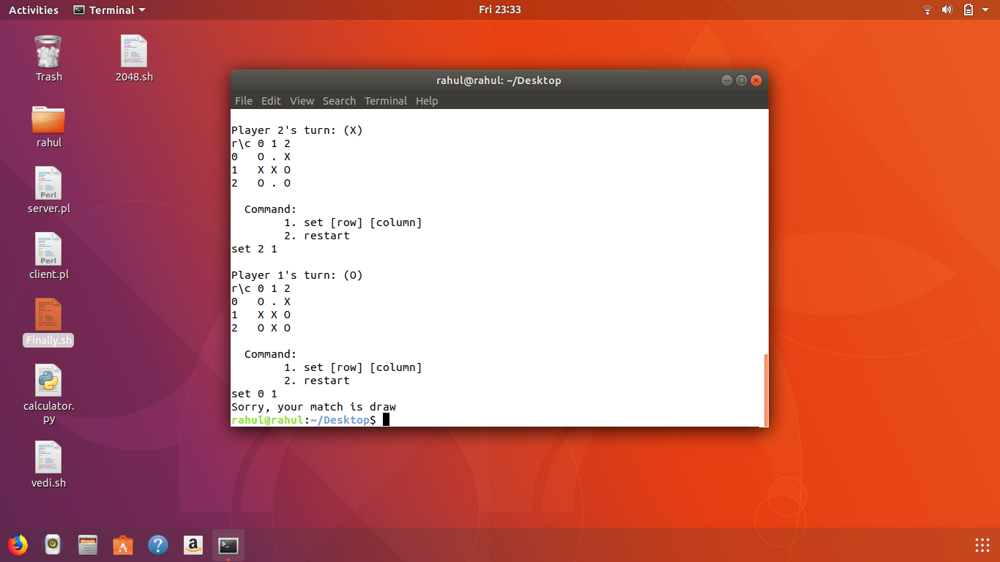 Activities Terminal Fri 23:33
Trash
2048.sh
rahul
Perl
server.pl
Perl
client.pl
Finally.sh
calculator.
py
vedi.sh
rahul@rahul: ~/Desktop
File Edit View Search Terminal Help
Player 2's turn: (X)
r\c 0 1 2
0   O . X
1   X X O
2   O . O
  Command:
        1. set [row] [column]
        2. restart
set 2 1
Player 1's turn: (O)
r\c 0 1 2
0   O . X
1   X X O
2   O X O
  Command:
        1. set [row] [column]
        2. restart
set 0 1
Sorry, your match is draw
rahul@rahul:~/Desktop$